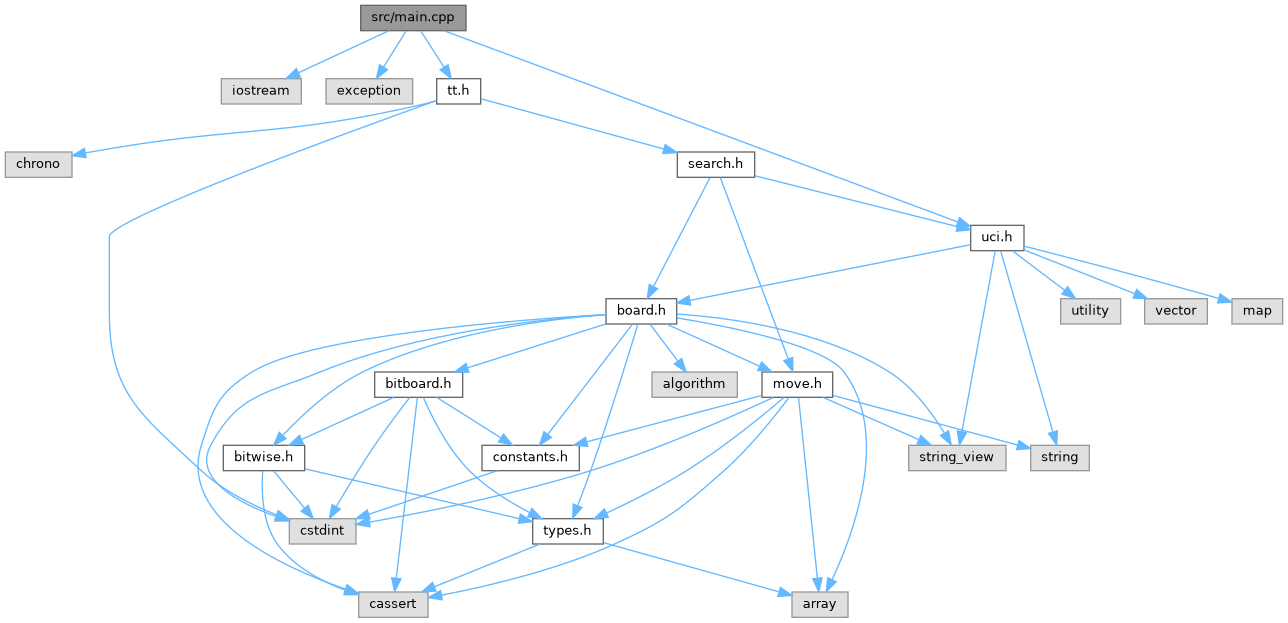 src/main.cpp
iostream
exception
tt.h
chrono
search.h
uci.h
board.h
utility
vector
map
bitboard.h
algorithm
move.h
bitwise.h
constants.h
string_view
string
cstdint
types.h
cassert
array